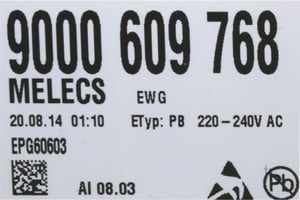 9000 609 768
MELECS EWG
20.08.14 01:10 ETyp: PB 220-240V AC
EPG60603
AI 08.03
Pb